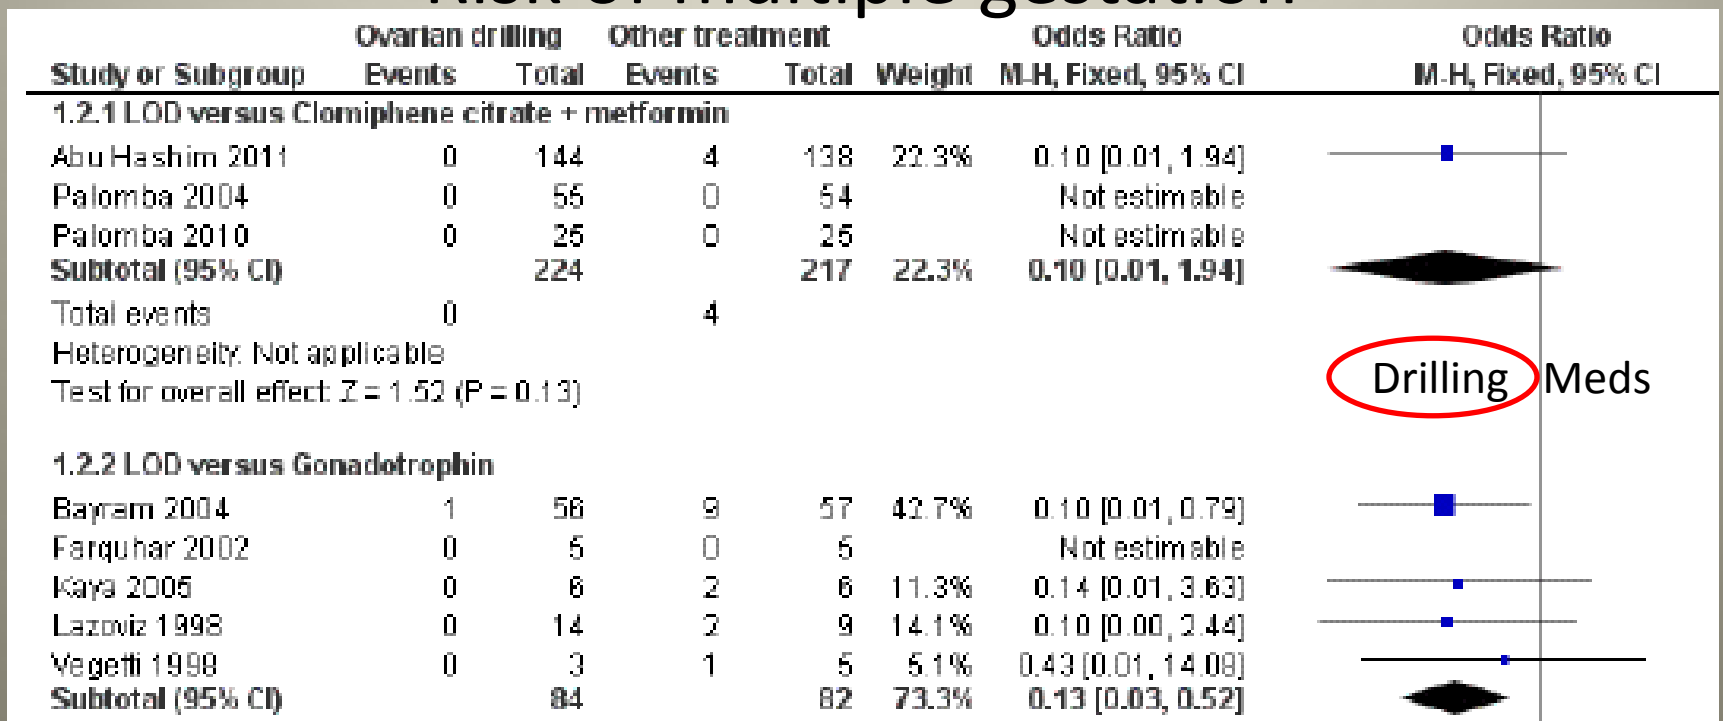 Risk of multiple gestation
Ovarian drilling Other treatment Odds Ratio Odds Ratio
Study or Subgroup Events Total Events Total Weight M-H, Fixed, 95% CI M-H, Fixed, 95% CI
1.2.1 LOD versus Clomiphene citrate + metformin
Abu Hashim 2011 0 144 4 138 22.3% 0.10 [0.01, 1.94]
Palomba 2004 0 55 0 54 Not estimable
Palomba 2010 0 25 0 25 Not estimable
Subtotal (95% CI) 224 217 22.3% 0.10 [0.01, 1.94]
Total events 0 4
Heterogeneity: Not applicable
Test for overall effect: Z = 1.52 (P = 0.13)
Drilling Meds
1.2.2 LOD versus Gonadotrophin
Bayram 2004 1 56 9 57 42.7% 0.10 [0.01, 0.79]
Farquhar 2002 0 5 0 5 Not estimable
Kaya 2005 0 6 2 6 11.3% 0.14 [0.01, 3.63]
Lazoviz 1998 0 14 2 9 14.1% 0.10 [0.00, 2.44]
Vegetti 1998 0 3 1 5 5.1% 0.43 [0.01, 14.08]
Subtotal (95% CI) 84 82 73.3% 0.13 [0.03, 0.52]